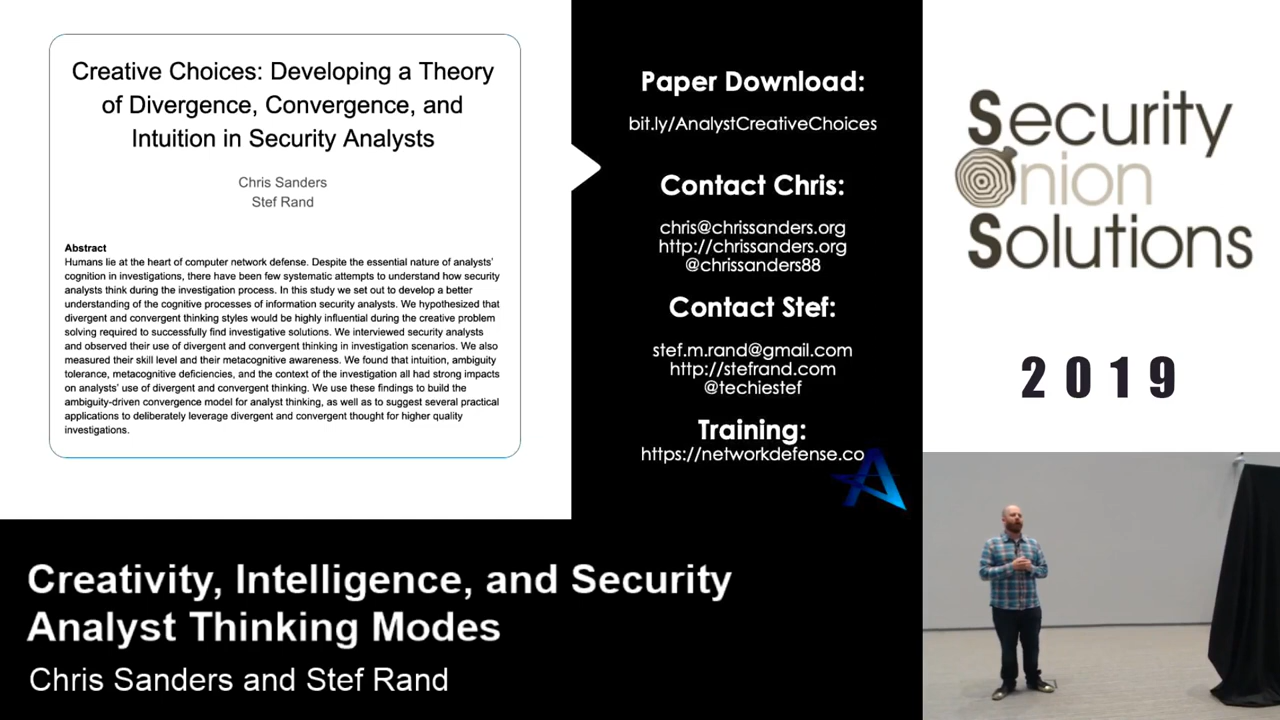 Creative Choices: Developing a Theory
of Divergence, Convergence, and
Intuition in Security Analysts
Chris Sanders
Stef Rand
Abstract
Humans lie at the heart of computer network defense. Despite the essential nature of analysts'
cognition in investigations, there have been few systematic attempts to understand how security
analysts think during the investigation process. In this study we set out to develop a better
understanding of the cognitive processes of information security analysts. We hypothesized that
divergent and convergent thinking styles would be highly influential during the creative problem
solving required to successfully find investigative solutions. We interviewed security analysts
and observed their use of divergent and convergent thinking in investigation scenarios. We also
measured their skill level and their metacognitive awareness. We found that intuition, ambiguity
tolerance, metacognitive deficiencies, and the context of the investigation all had strong impacts
on analysts' use of divergent and convergent thinking. We use these findings to build the
ambiguity-driven convergence model for analyst thinking, as well as to suggest several practical
applications to deliberately leverage divergent and convergent thought for higher quality
investigations.
Paper Download:
bit.ly/AnalystCreativeChoices
Contact Chris:
chris@chrissanders.org
http://chrissanders.org
@chrissanders88
Contact Stef:
stef.m.rand@gmail.com
http://stefrand.com
@techiestef
Training:
https://networkdefense.co
Security
Onion
Solutions
2019
Creativity, Intelligence, and Security
Analyst Thinking Modes
Chris Sanders and Stef Rand